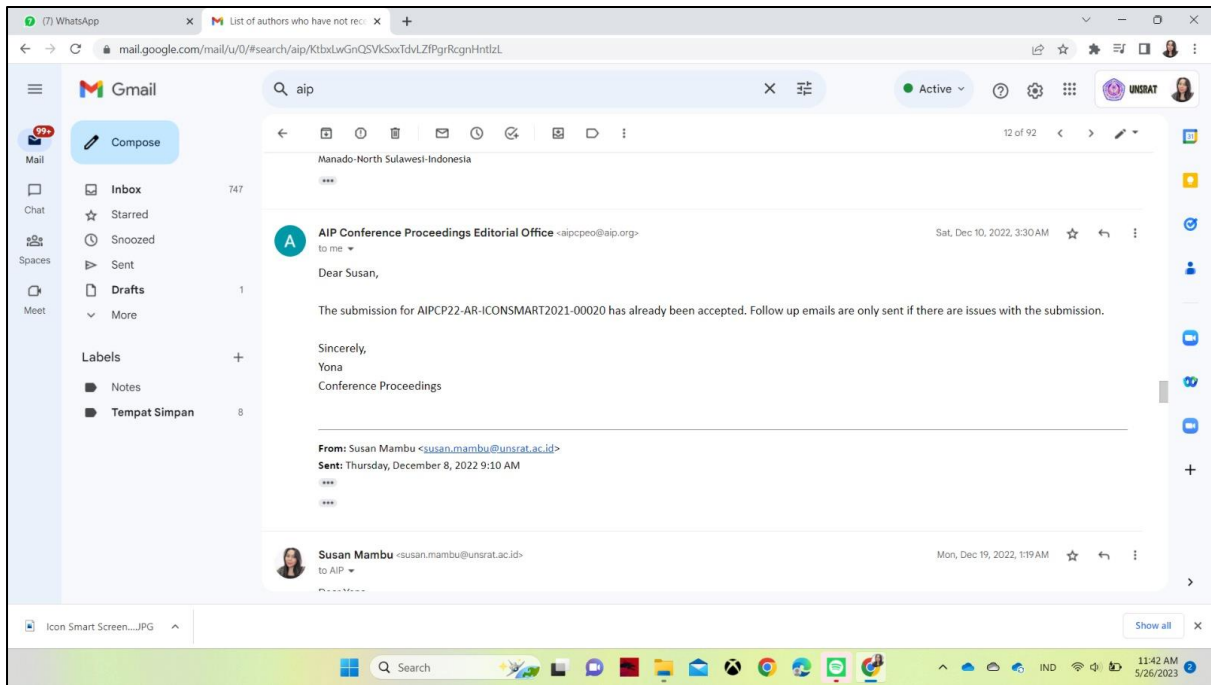 (7) WhatsApp
List of authors who have not rec
mail.google.com/mail/u/0/#search/aip/KtbxLwGnQSVkSxxTdvLZfPgrRcgnHntlzL
Gmail
aip
Active
UNSRAT
99+
Mail
Chat
Spaces
Meet
Compose
Inbox 747
Starred
Snoozed
Sent
Drafts 1
More
Labels
Notes
Tempat Simpan 8
12 of 92
Manado-North Sulawesi-Indonesia
A
AIP Conference Proceedings Editorial Office <aipcpeo@aip.org>
Sat, Dec 10, 2022, 3:30 AM
to me
Dear Susan,
The submission for AIPCP22-AR-ICONSMART2021-00020 has already been accepted. Follow up emails are only sent if there are issues with the submission.
Sincerely,
Yona
Conference Proceedings
From: Susan Mambu <susan.mambu@unsrat.ac.id>
Sent: Thursday, December 8, 2022 9:10 AM
Susan Mambu <susan.mambu@unsrat.ac.id>
Mon, Dec 19, 2022, 1:19 AM
to AIP
31
Icon Smart Screen....JPG
Show all
Search
IND
11:42 AM
5/26/2023
2